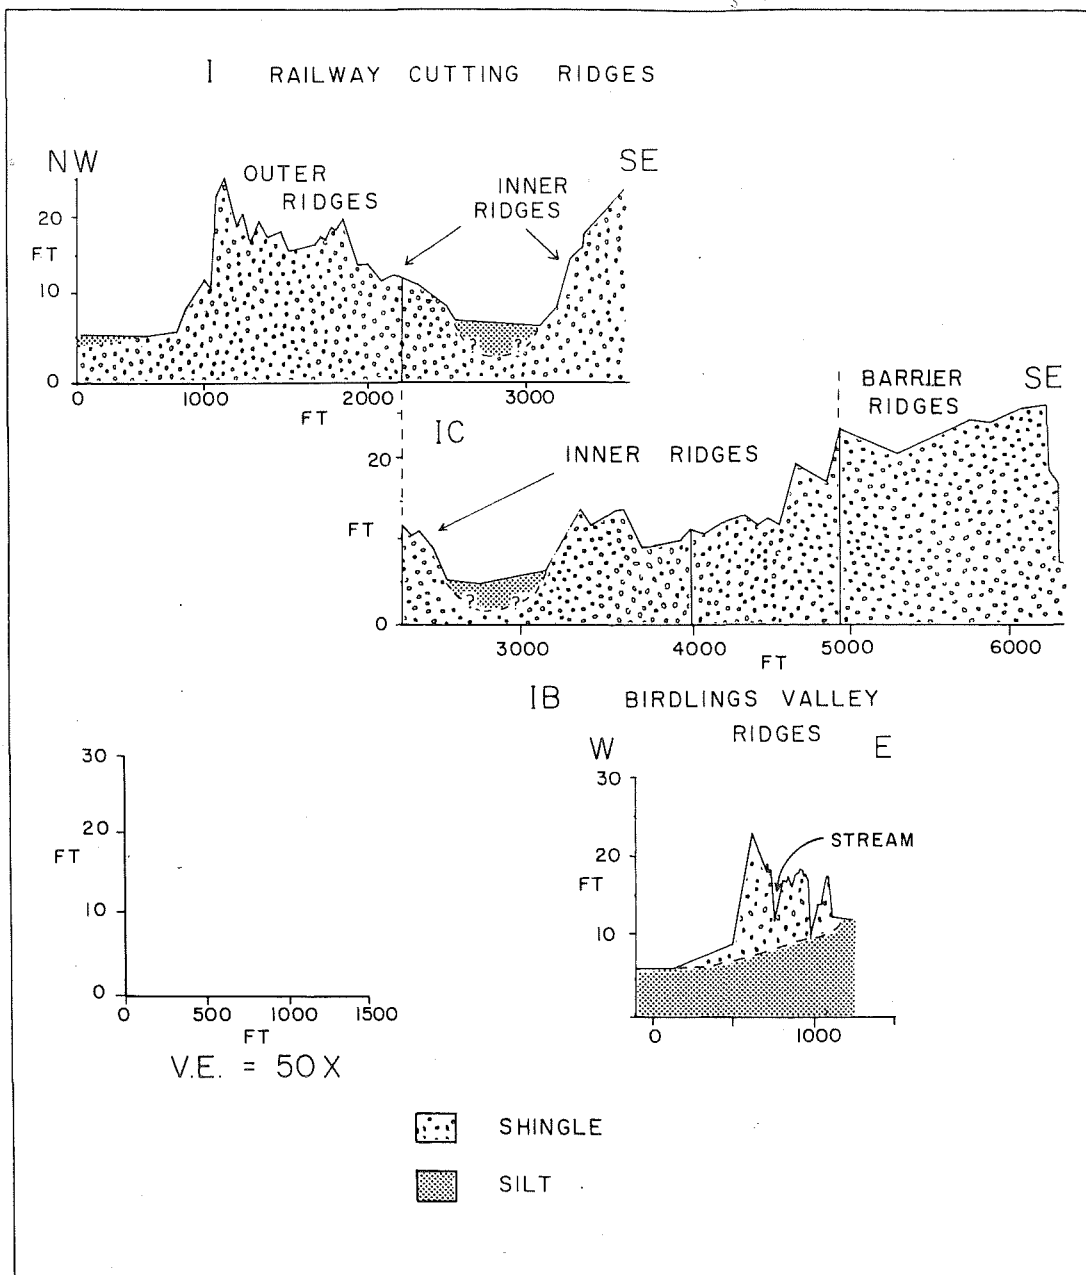 I RAILWAY CUTTING RIDGES
NW
SE
OUTER
RIDGES
INNER
RIDGES
20
FT
10
0
? ?
0 1000 2000 3000
FT
IC
BARRIER
RIDGES
SE
20
INNER RIDGES
FT
0
? ?
3000 4000 5000 6000
FT
IB BIRDLINGS VALLEY
RIDGES
W
E
30
20
FT
10
STREAM
0 1000
30
20
FT
10
0
0 500 1000 1500
FT
V.E. = 50X
SHINGLE
SILT